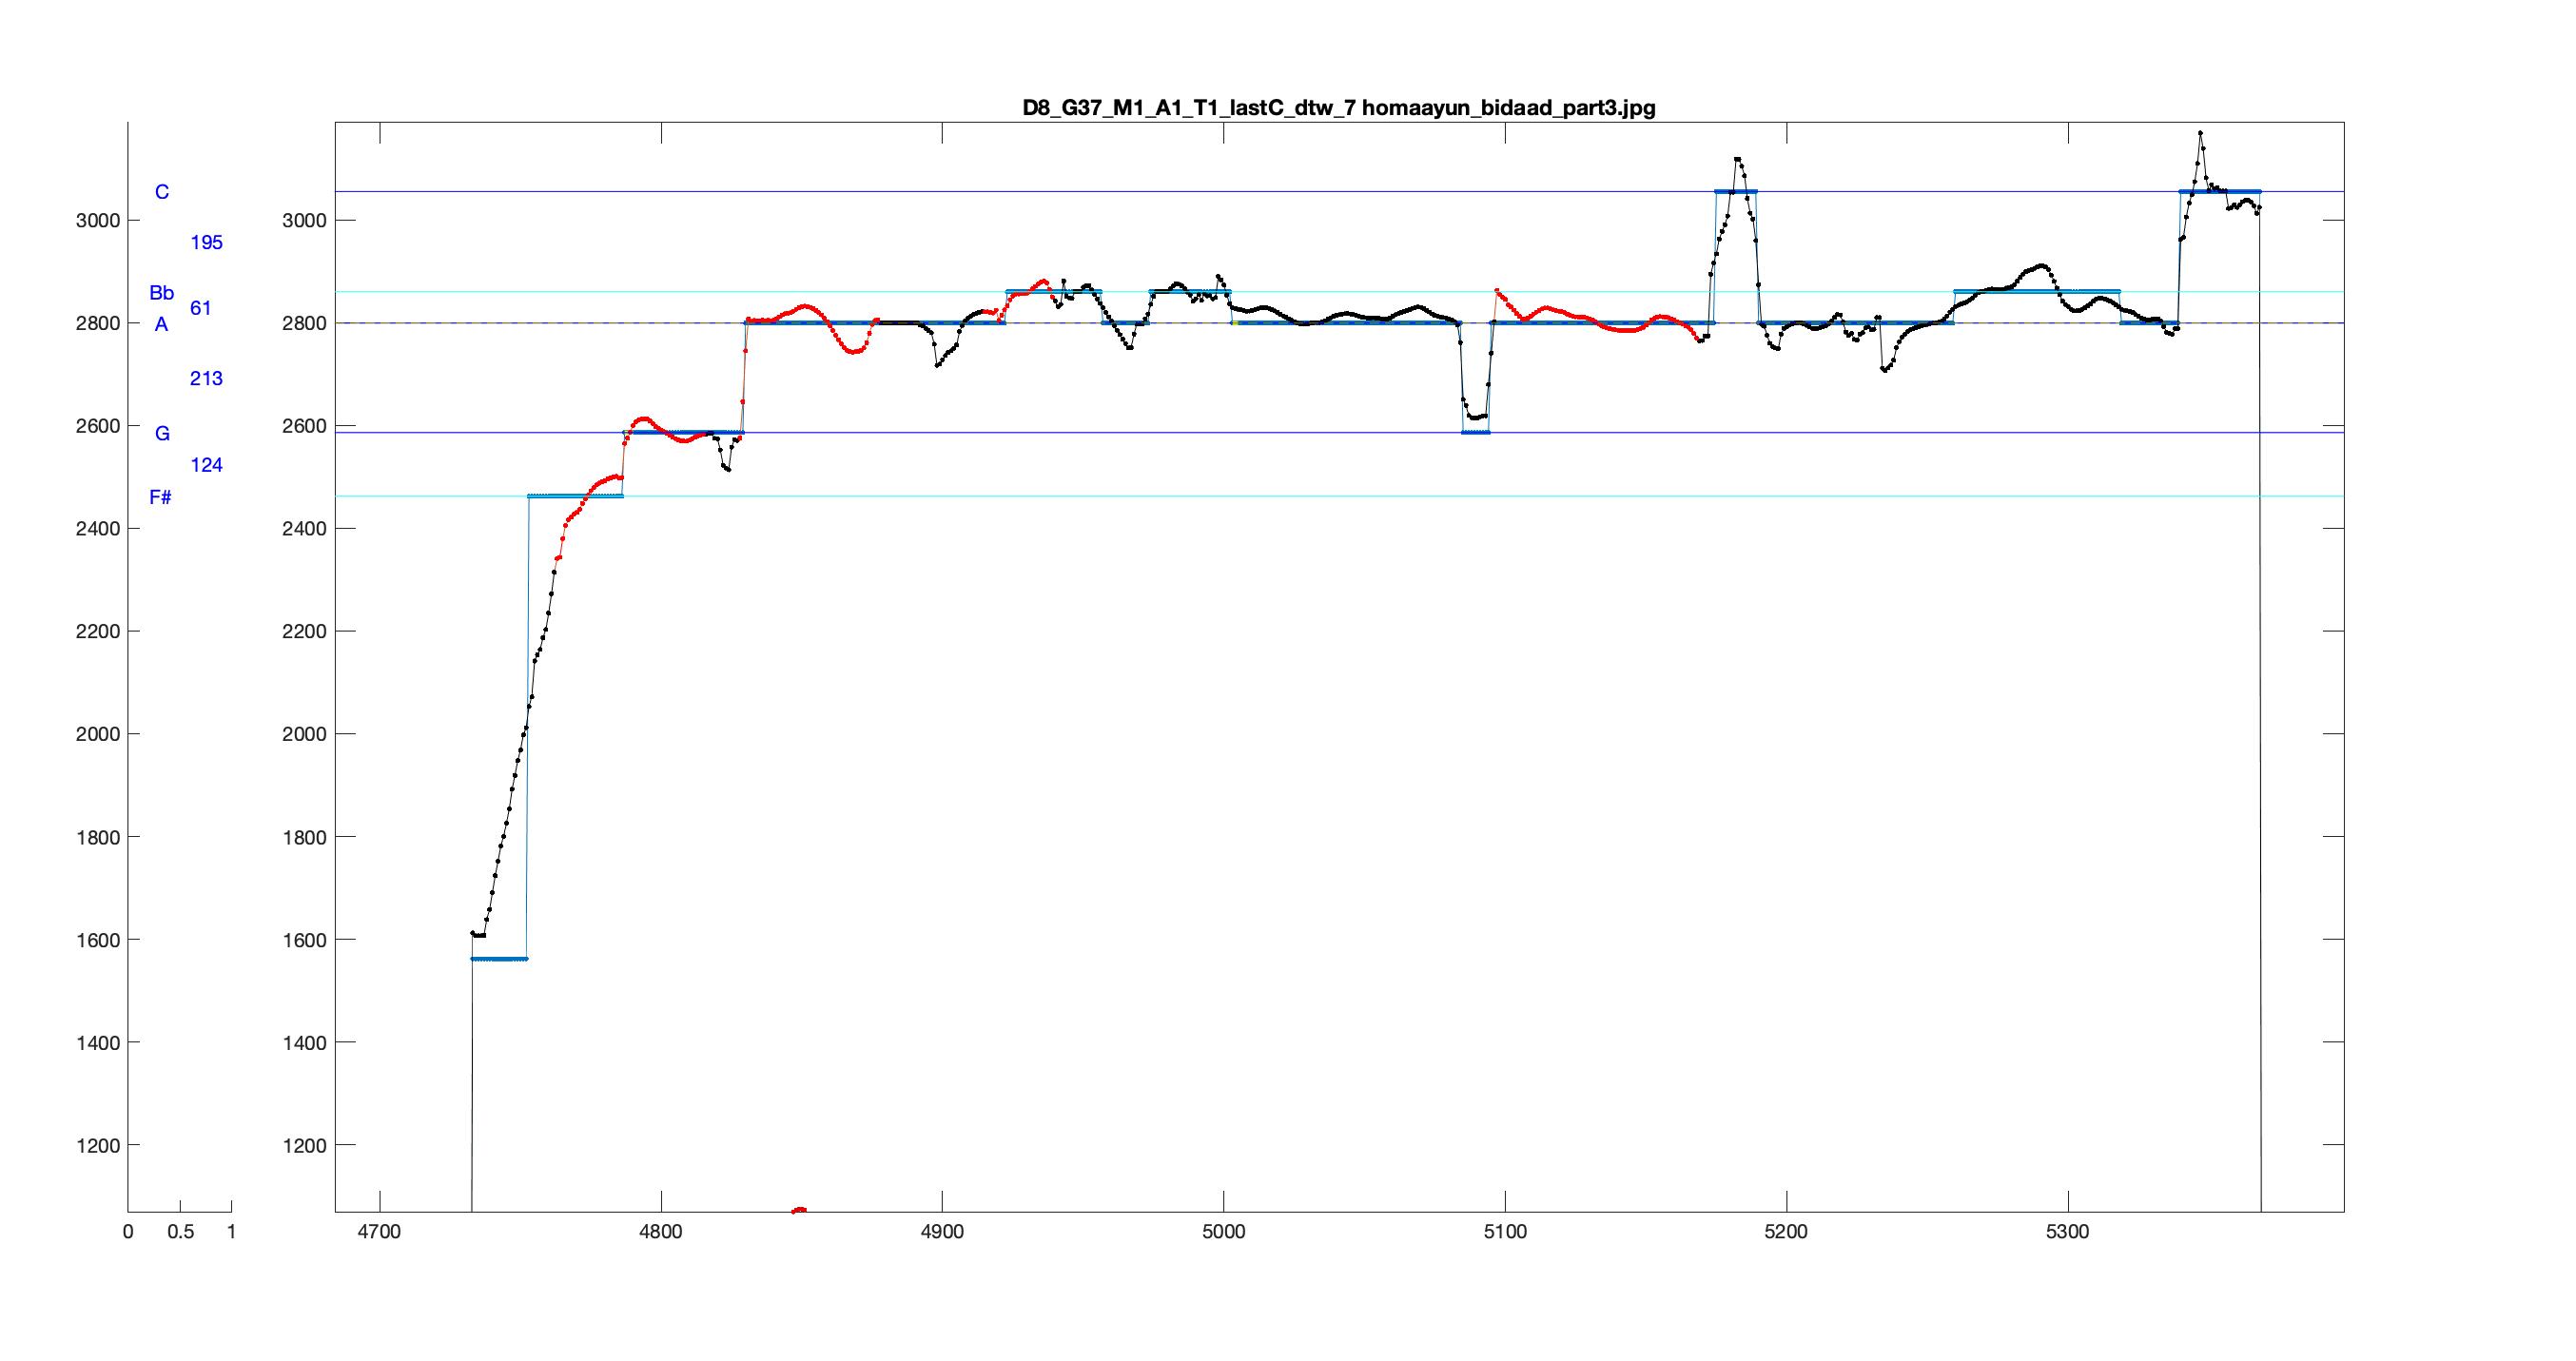 D8_G37_M1_A1_T1_lastC_dtw_7 homaayun_bidaad_part3.jpg
C
3000 3000
195
Bb
61
2800 A 2800
213
2600 G 2600
124
F#
2400 2400
2200 2200
2000 2000
1800 1800
1600 1600
1400 1400
1200 1200
0 0.5 1 4700 4800 4900 5000 5100 5200 5300